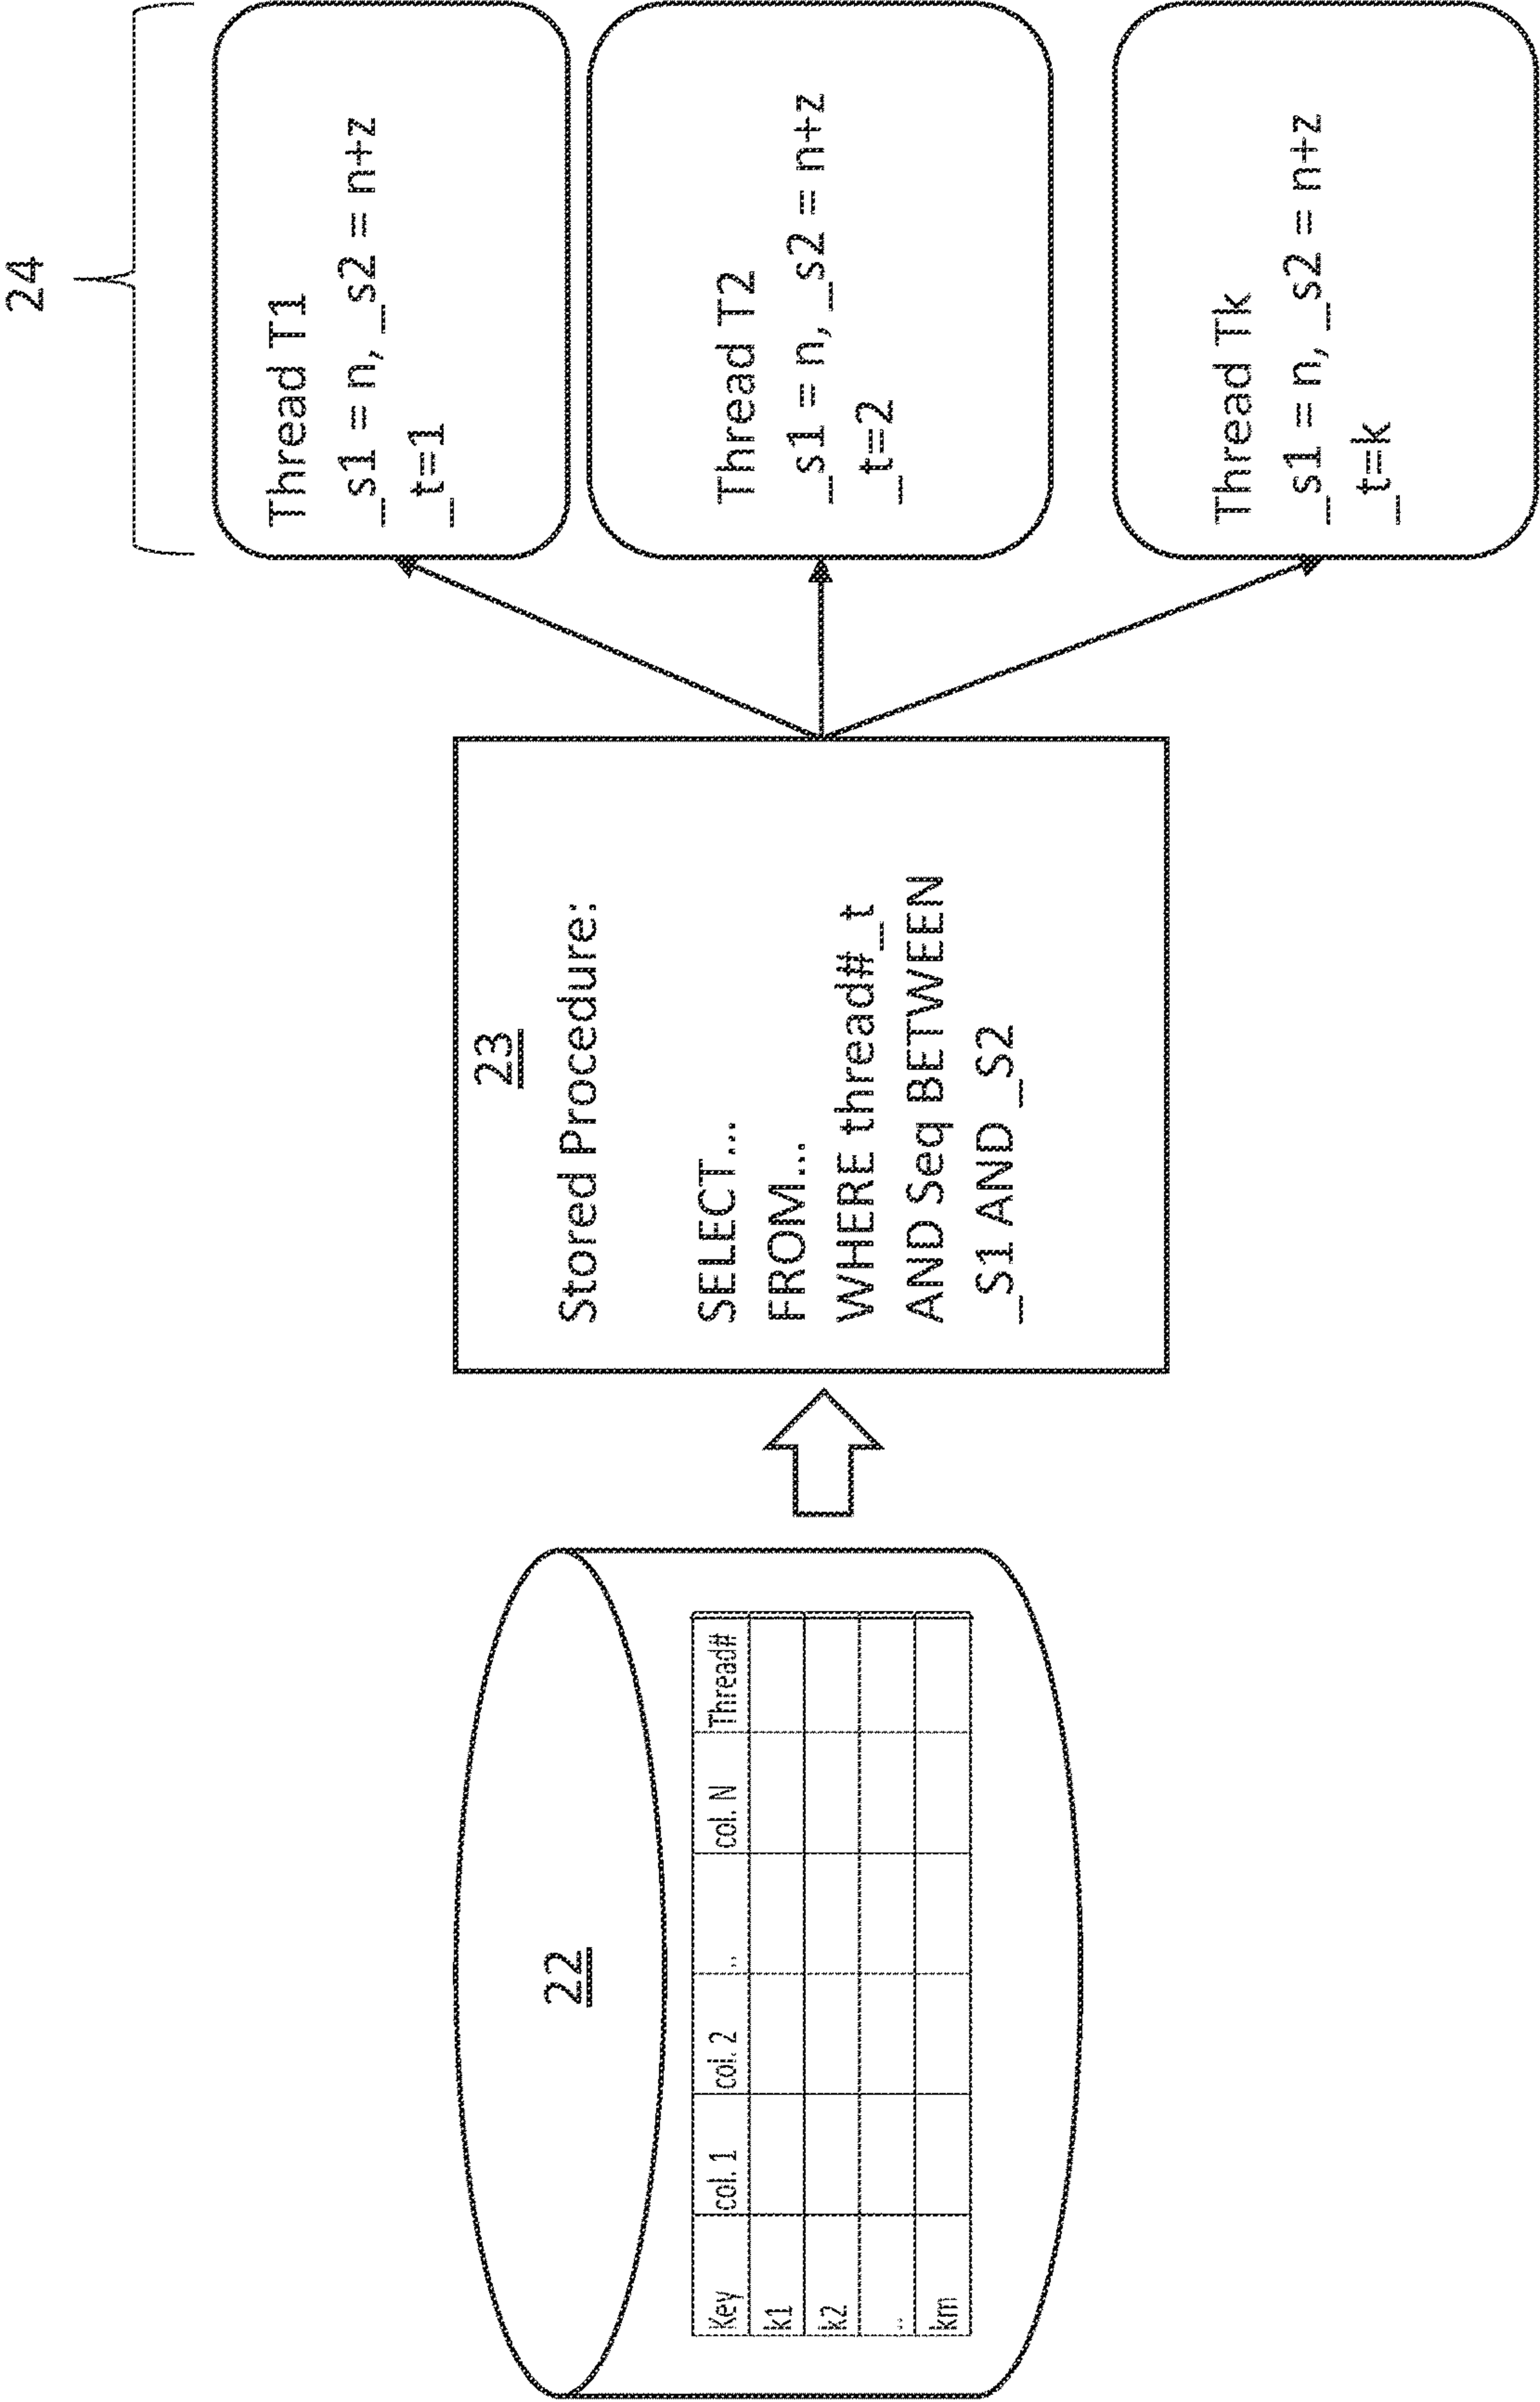 22
Key col. 1 col. 2 .. col. N Thread#
k1
k2
..
km
23
Stored Procedure:
SELECT...
FROM...
WHERE thread#_t
AND Seq BETWEEN
_S1 AND _S2
24
Thread T1
_s1 = n, _s2 = n+z
_t=1
Thread T2
_s1 = n, _s2 = n+z
_t=2
Thread Tk
_s1 = n, _s2 = n+z
_t=k